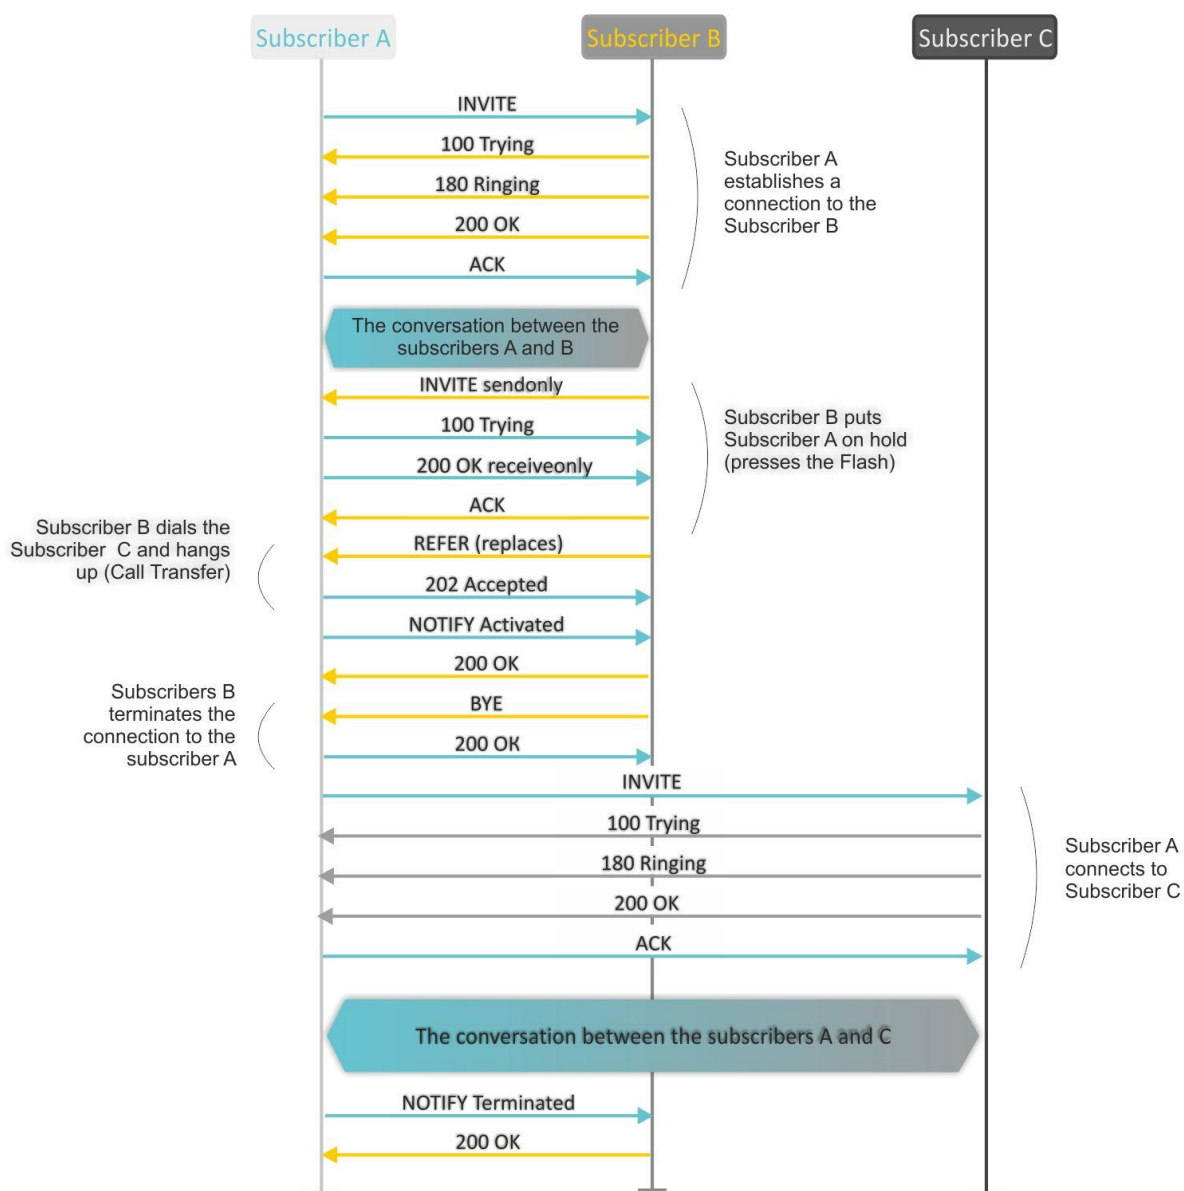 Subscriber A
Subscriber B
Subscriber C
INVITE
100 Trying
180 Ringing
200 OK
ACK
Subscriber A
establishes a
connection to the
Subscriber B
The conversation between the
subscribers A and B
INVITE sendonly
100 Trying
200 OK receiveonly
ACK
Subscriber B puts
Subscriber A on hold
(presses the Flash)
Subscriber B dials the
Subscriber C and hangs
up (Call Transfer)
REFER (replaces)
202 Accepted
NOTIFY Activated
200 OK
Subscribers B
terminates the
connection to the
subscriber A
BYE
200 OK
INVITE
100 Trying
180 Ringing
200 OK
ACK
Subscriber A
connects to
Subscriber C
The conversation between the subscribers A and C
NOTIFY Terminated
200 OK